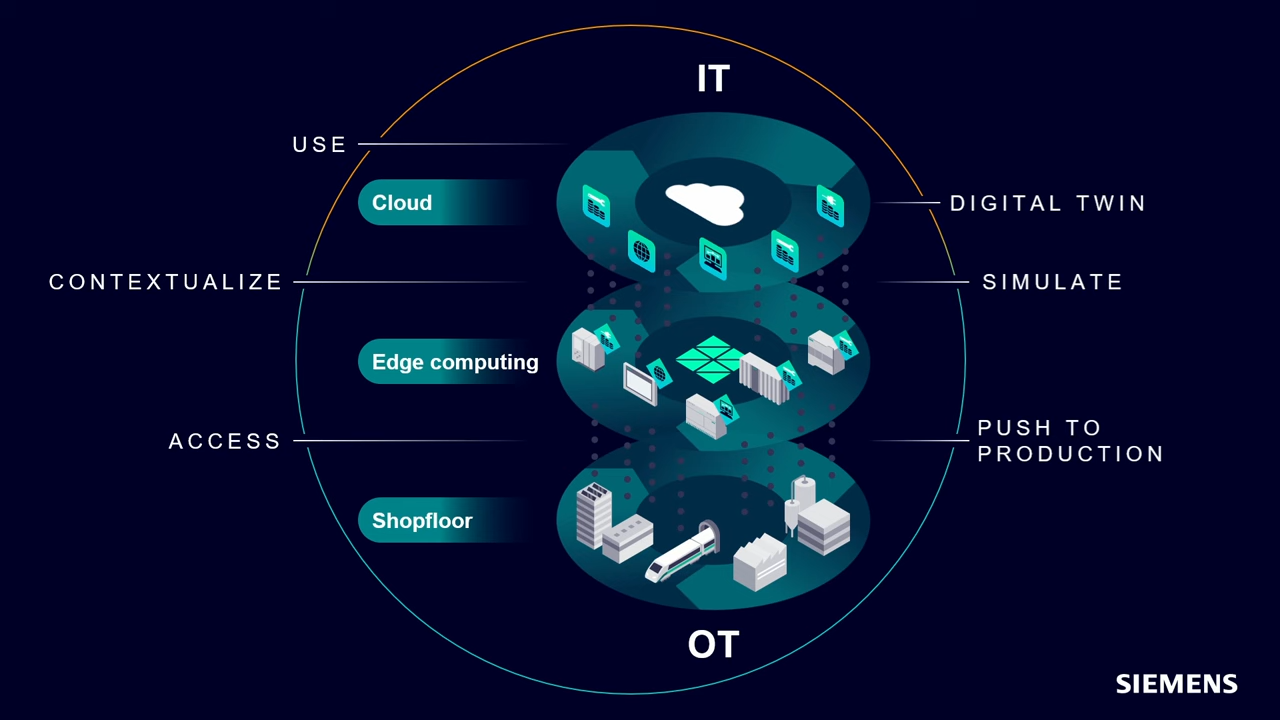 IT
USE
Cloud
DIGITAL TWIN
CONTEXTUALIZE
SIMULATE
Edge computing
ACCESS
PUSH TO
PRODUCTION
Shopfloor
OT
SIEMENS